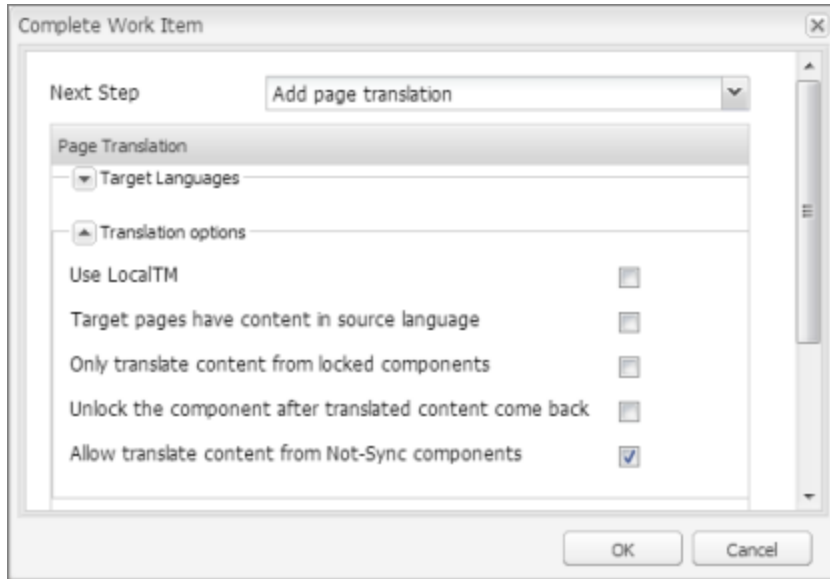 Complete Work Item
Next Step Add page translation
Page Translation
Target Languages
Translation options
Use LocalTM
Target pages have content in source language
Only translate content from locked components
Unlock the component after translated content come back
Allow translate content from Not-Sync components
OK Cancel